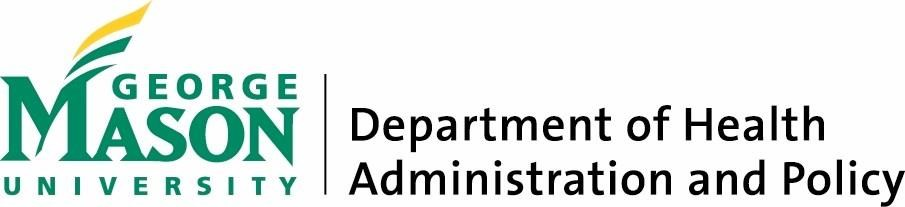 GEORGE
MASON
UNIVERSITY
Department of Health
Administration and Policy